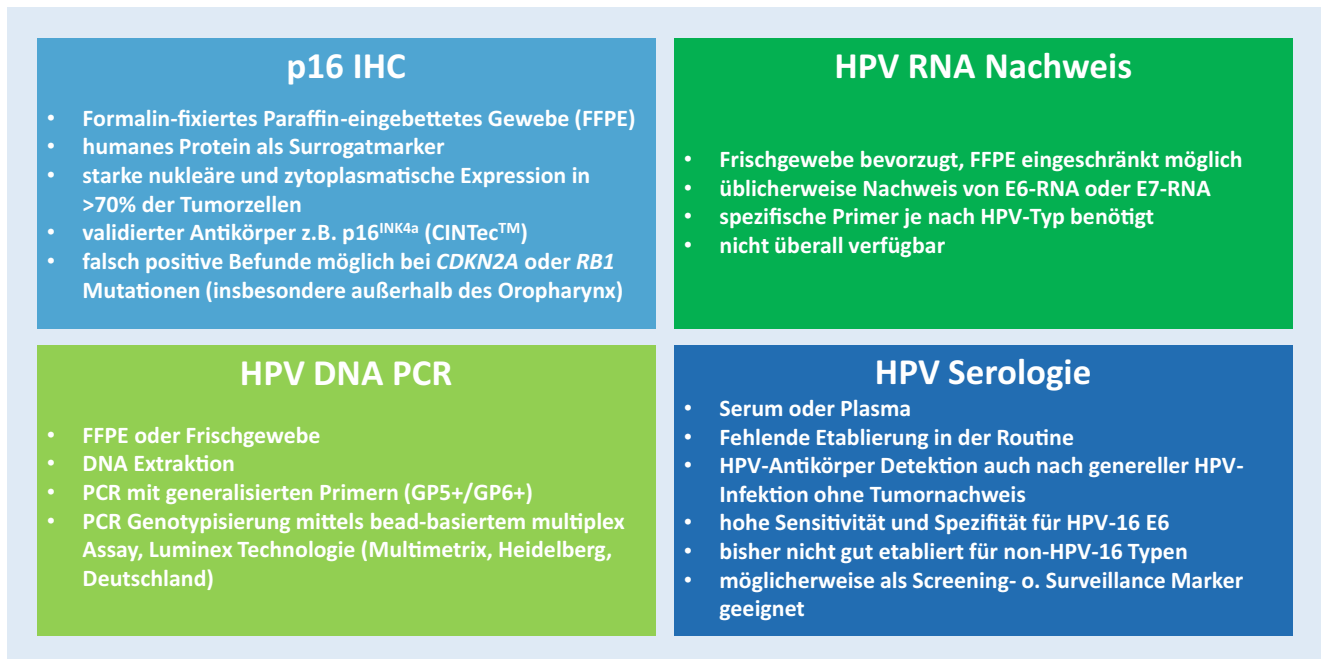 p16 IHC
• Formalin-fixiertes Paraffin-eingebettetes Gewebe (FFPE)
• humanes Protein als Surrogatmarker
• starke nukleäre und zytoplasmatische Expression in
>70% der Tumorzellen
• validierter Antikörper z.B. p16INK4a (CINTecTM)
• falsch positive Befunde möglich bei CDKN2A oder RB1
Mutationen (insbesondere außerhalb des Oropharynx)
HPV RNA Nachweis
• Frischgewebe bevorzugt, FFPE eingeschränkt möglich
• üblicherweise Nachweis von E6-RNA oder E7-RNA
• spezifische Primer je nach HPV-Typ benötigt
• nicht überall verfügbar
HPV DNA PCR
• FFPE oder Frischgewebe
• DNA Extraktion
• PCR mit generalisierten Primern (GP5+/GP6+)
• PCR Genotypisierung mittels bead-basiertem multiplex
Assay, Luminex Technologie (Multimetrix, Heidelberg,
Deutschland)
HPV Serologie
• Serum oder Plasma
• Fehlende Etablierung in der Routine
• HPV-Antikörper Detektion auch nach genereller HPV-
Infektion ohne Tumornachweis
• hohe Sensitivität und Spezifität für HPV-16 E6
• bisher nicht gut etabliert für non-HPV-16 Typen
• möglicherweise als Screening- o. Surveillance Marker
geeignet